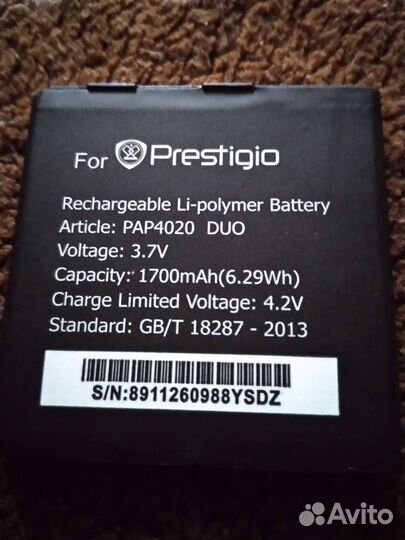 For Prestigio
Rechargeable Li-polymer Battery
Article: PAP4020 DUO
Voltage: 3.7V
Capacity: 1700mAh(6.29Wh)
Charge Limited Voltage: 4.2V
Standard: GB/T 18287 - 2013
S/N:8911260988YSDZ
Avito